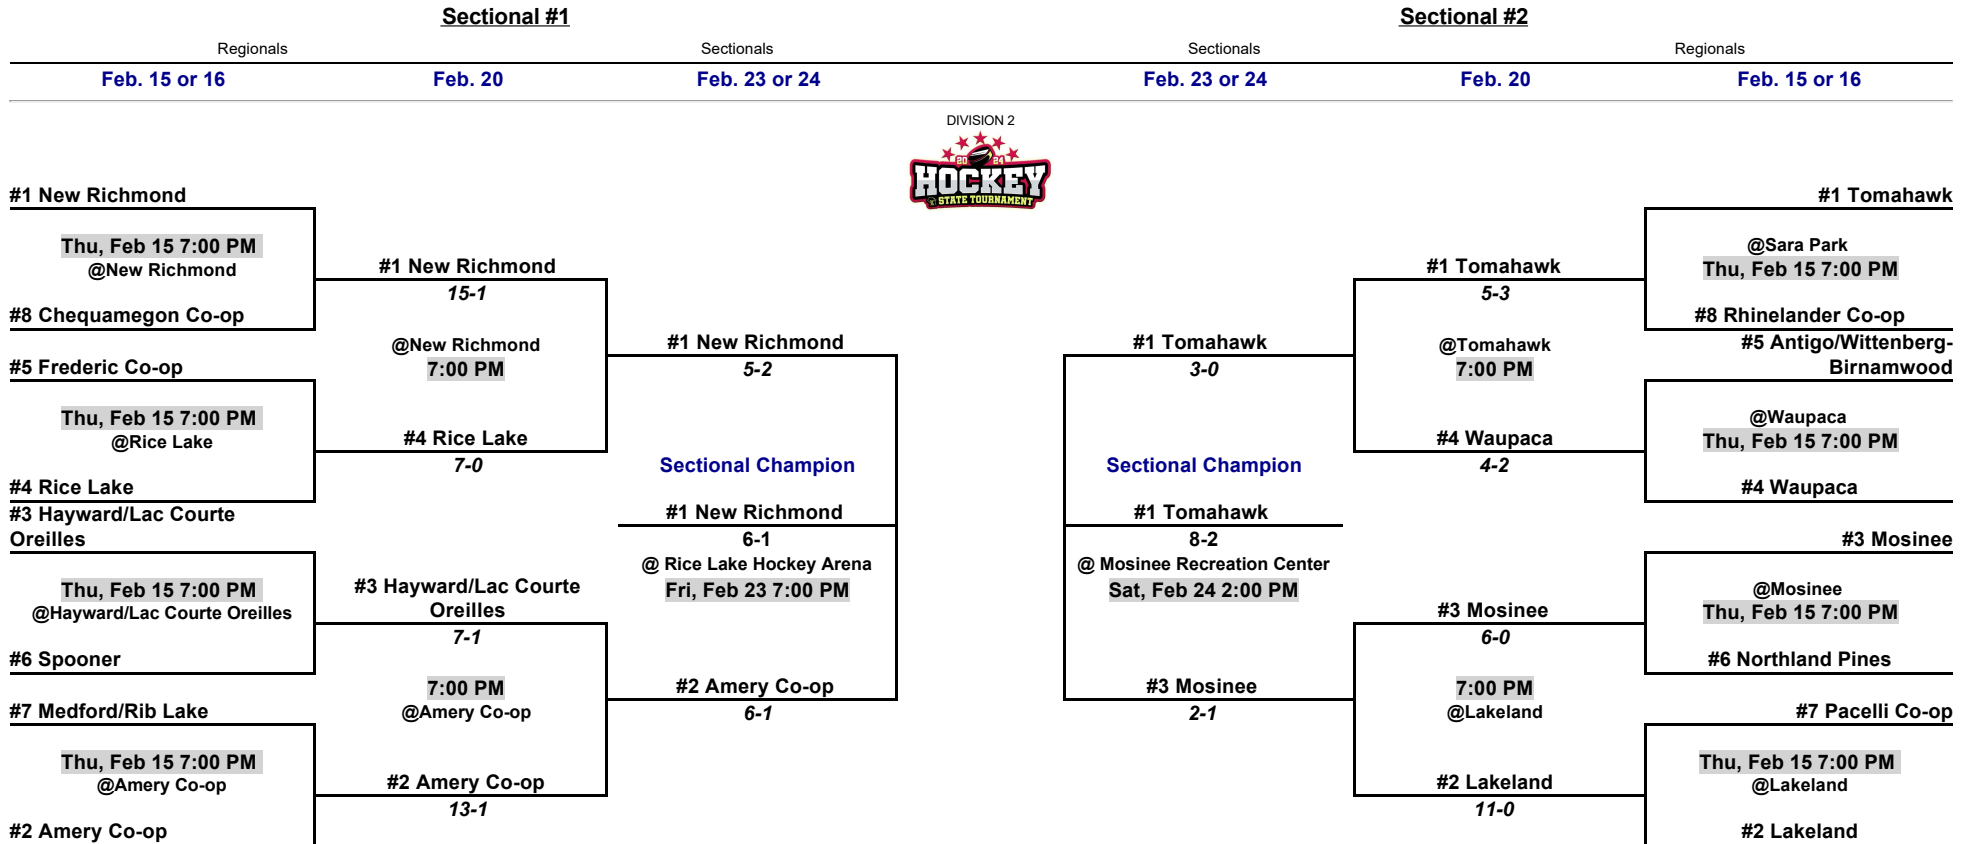 Sectional #1
Sectional #2
Regionals
Sectionals
Sectionals
Regionals
Feb. 15 or 16
Feb. 20
Feb. 23 or 24
Feb. 23 or 24
Feb. 20
Feb. 15 or 16
DIVISION 2
20 24
HOCKEY
STATE TOURNAMENT
#1 New Richmond
Thu, Feb 15 7:00 PM
@New Richmond
#8 Chequamegon Co-op
#5 Frederic Co-op
Thu, Feb 15 7:00 PM
@Rice Lake
#4 Rice Lake
#3 Hayward/Lac Courte
Oreilles
Thu, Feb 15 7:00 PM
@Hayward/Lac Courte Oreilles
#6 Spooner
#7 Medford/Rib Lake
Thu, Feb 15 7:00 PM
@Amery Co-op
#2 Amery Co-op
#1 New Richmond
15-1
@New Richmond
7:00 PM
#4 Rice Lake
7-0
#3 Hayward/Lac Courte
Oreilles
7-1
7:00 PM
@Amery Co-op
#2 Amery Co-op
13-1
#1 New Richmond
5-2
Sectional Champion
#1 New Richmond
6-1
@ Rice Lake Hockey Arena
Fri, Feb 23 7:00 PM
#2 Amery Co-op
6-1
#1 Tomahawk
3-0
Sectional Champion
#1 Tomahawk
8-2
@ Mosinee Recreation Center
Sat, Feb 24 2:00 PM
#3 Mosinee
2-1
#1 Tomahawk
5-3
@Tomahawk
7:00 PM
#4 Waupaca
4-2
#3 Mosinee
6-0
7:00 PM
@Lakeland
#2 Lakeland
11-0
#1 Tomahawk
@Sara Park
Thu, Feb 15 7:00 PM
#8 Rhinelander Co-op
#5 Antigo/Wittenberg-
Birnamwood
@Waupaca
Thu, Feb 15 7:00 PM
#4 Waupaca
#3 Mosinee
@Mosinee
Thu, Feb 15 7:00 PM
#6 Northland Pines
#7 Pacelli Co-op
Thu, Feb 15 7:00 PM
@Lakeland
#2 Lakeland